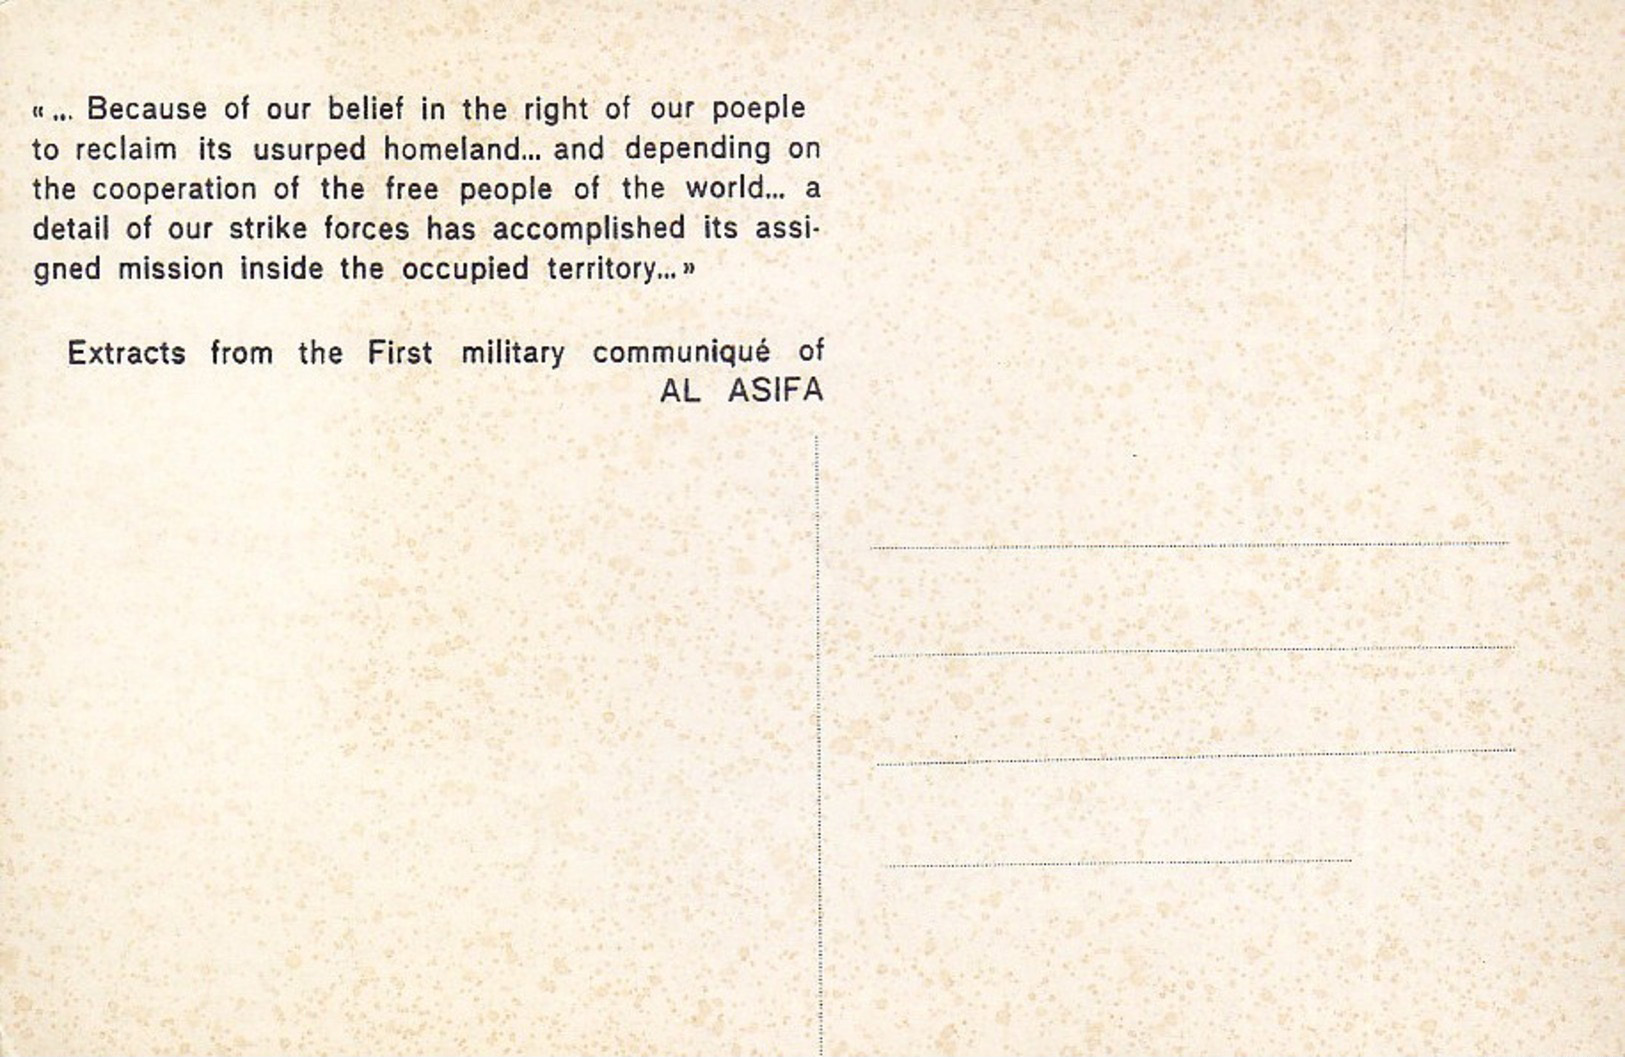 « ... Because of our belief in the right of our poeple
to reclaim its usurped homeland... and depending on
the cooperation of the free people of the world... a
detail of our strike forces has accomplished its assi-
gned mission inside the occupied territory... »
Extracts from the First military communiqué of
AL ASIFA